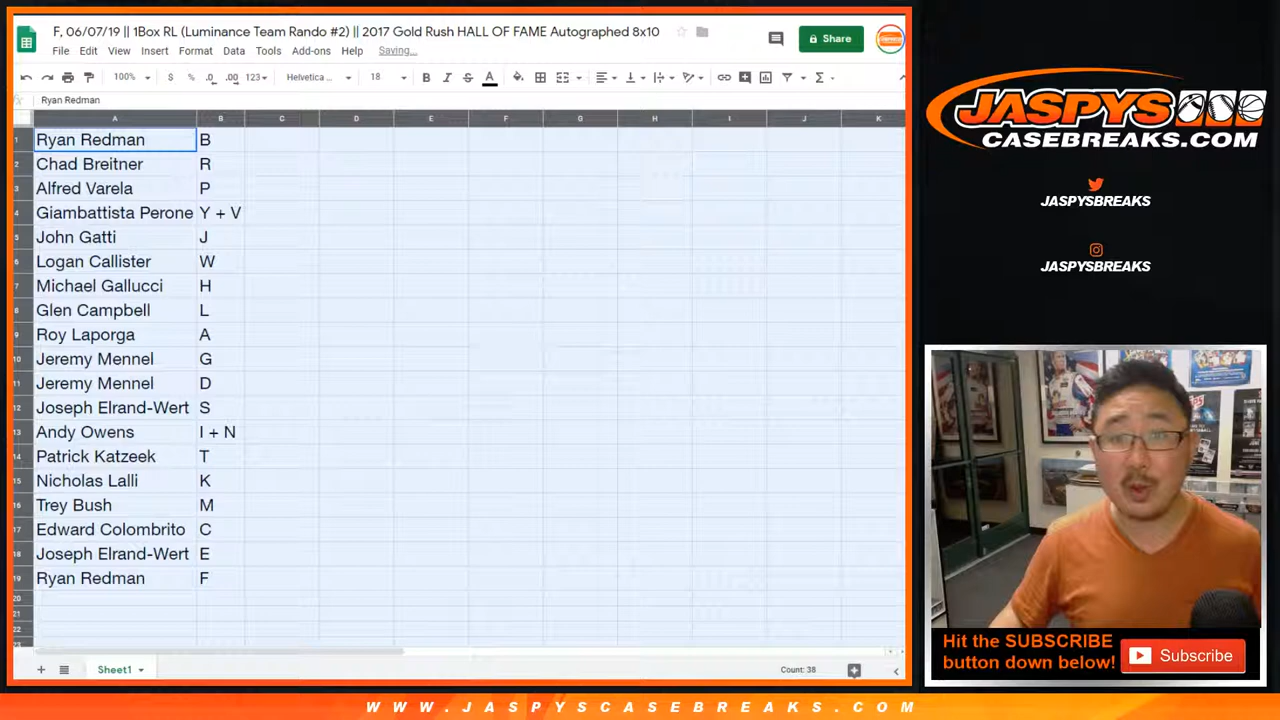 F, 06/07/19 || 1Box RL (Luminance Team Rando #2) || 2017 Gold Rush HALL OF FAME Autographed 8x10
File Edit View Insert Format Data Tools Add-ons Help Saving...
Share
100% $ % .0 .00 123 Helvetica ... 18 B I S A
fx Ryan Redman
A B C D E F G H I J K
1 Ryan Redman B
2 Chad Breitner R
3 Alfred Varela P
4 Giambattista Perone Y + V
5 John Gatti J
6 Logan Callister W
7 Michael Gallucci H
8 Glen Campbell L
9 Roy Laporga A
10 Jeremy Mennel G
11 Jeremy Mennel D
12 Joseph Elrand-Wert S
13 Andy Owens I + N
14 Patrick Katzeek T
15 Nicholas Lalli K
16 Trey Bush M
17 Edward Colombrito C
18 Joseph Elrand-Wert E
19 Ryan Redman F
20
21
22
23
Sheet1
Count: 38
JASPYS
CASEBREAKS.COM
JASPYSBREAKS
JASPYSBREAKS
Hit the SUBSCRIBE
button down below!
Subscribe
WWW.JASPYSCASEBREAKS.COM